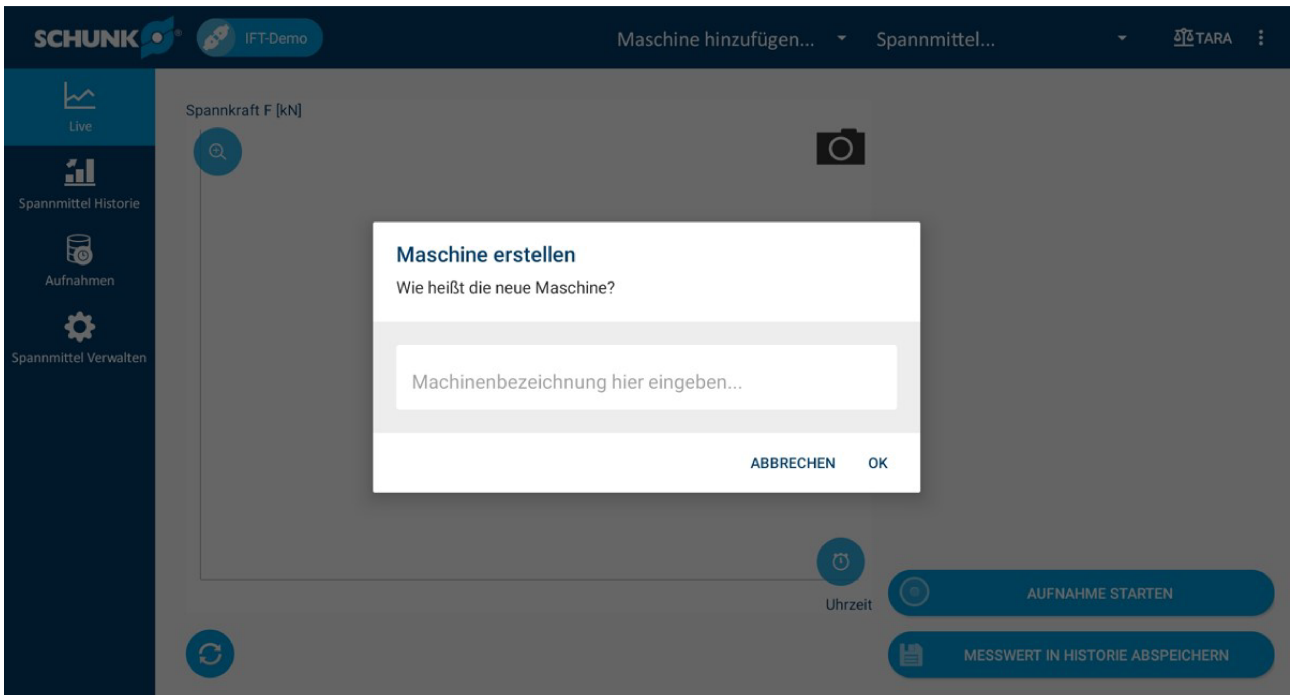 SCHUNK
IFT-Demo
Maschine hinzufügen...
Spannmittel...
TARA
Live
Spannmittel Historie
Aufnahmen
Spannmittel Verwalten
Spannkraft F [kN]
Maschine erstellen
Wie heißt die neue Maschine?
Machinenbezeichnung hier eingeben...
ABBRECHEN
OK
Uhrzeit
AUFNAHME STARTEN
MESSWERT IN HISTORIE ABSPEICHERN